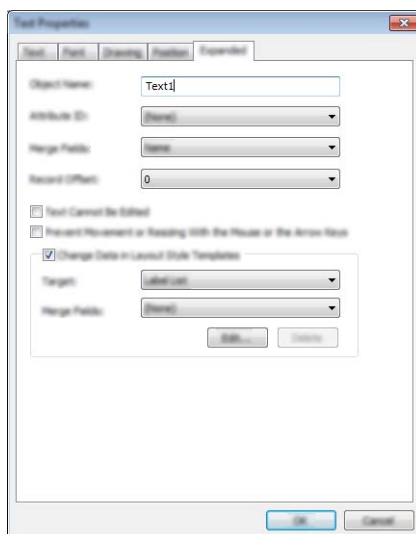 Text Properties
Text Font Drawing Position Expanded
Object Name: Text1
Attribute ID: (None)
Merge Fields: Name
Record Offset: 0
Text Cannot Be Edited
Prevent Movement or Resizing With the Mouse or the Arrow Keys
Change Data in Layout Style Templates
Target: Label List
Merge Fields: (None)
Edit... Delete
OK Cancel